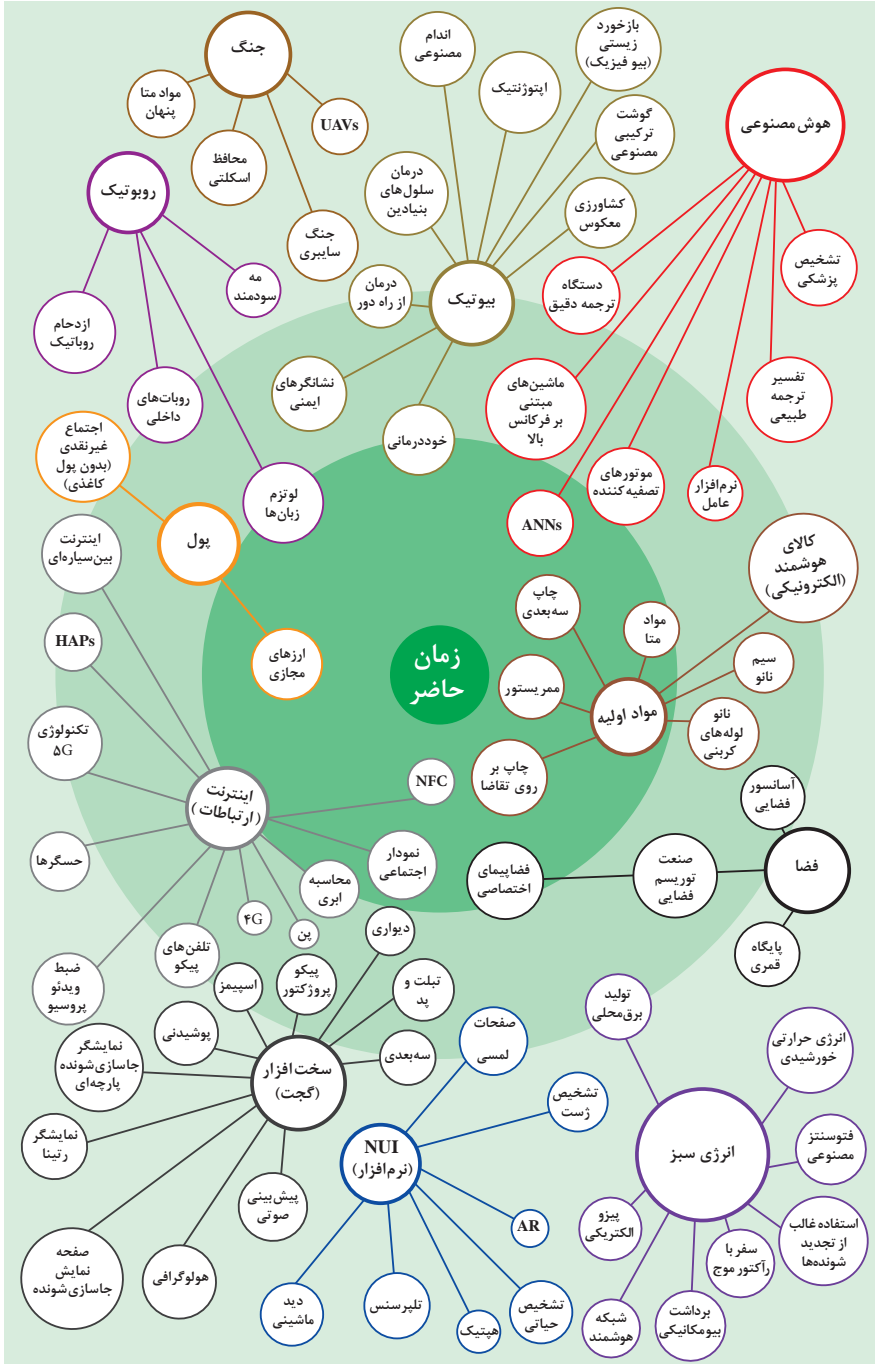 جنگ
مواد متا
پنهان
محافظ
اسکلتی
جنگ
سایبری
UAVs
روبوتیک
ازدحام
روباتیک
روبات‌های
داخلی
لوتزم
زبان‌ها
مه
سودمند
بیوتیک
اندام
مصنوعی
اپتوژنتیک
بازخورد
زیستی
(بیو فیزیک)
گوشت
ترکیبی
مصنوعی
کشاورزی
معکوس
درمان
سلول‌های
بنیادین
درمان
از راه دور
نشانگرهای
ایمنی
خوددرمانی
هوش مصنوعی
تشخیص
پزشکی
تفسیر
ترجمه
طبیعی
نرم‌افزار
عامل
موتورهای
تصفیه‌کننده
ANNs
ماشین‌های
مبتنی
بر فرکانس
بالا
دستگاه
ترجمه دقیق
پول
اجتماع
غیرنقدی
(بدون پول
کاغذی)
ارزهای
مجازی
زمان
حاضر
مواد اولیه
کالای
هوشمند
(الکترونیکی)
مواد
متا
سیم
نانو
نانو
لوله‌های
کربنی
چاپ
سه‌بعدی
ممریستور
چاپ بر
روی تقاضا
اینترنت
(ارتباطات)
اینترنت
بین‌سیاره‌ای
HAPs
تکنولوژی
۵G
حسگرها
ضبط
ویدئو
پروسیو
تلفن‌های
پیکو
۴G
پن
محاسبه
ابری
نمودار
اجتماعی
NFC
فضا
آسانسور
فضایی
صنعت
توریسم
فضایی
فضاپیمای
اختصاصی
پایگاه
قمری
سخت‌افزار
(گجت)
دیواری
پیکو
پروژکتور
اسپیمز
پوشیدنی
تبلت و
پد
سه‌بعدی
نمایشگر
جاسازی‌شونده
پارچه‌ای
نمایشگر
رتینا
صفحه
نمایش
جاسازی‌شونده
هولوگرافی
پیش‌بینی
صوتی
NUI
(نرم‌افزار)
صفحات
لمسی
تشخیص
ژست
AR
تشخیص
حیاتی
هپتیک
تلپرسنس
دید
ماشینی
انرژی سبز
تولید
برق‌محلی
انرژی حرارتی
خورشیدی
فتوسنتز
مصنوعی
استفاده غالب
از تجدید
شونده‌ها
سفر با
رآکتور موج
برداشت
بیومکانیکی
شبکه
هوشمند
پیزو
الکتریکی